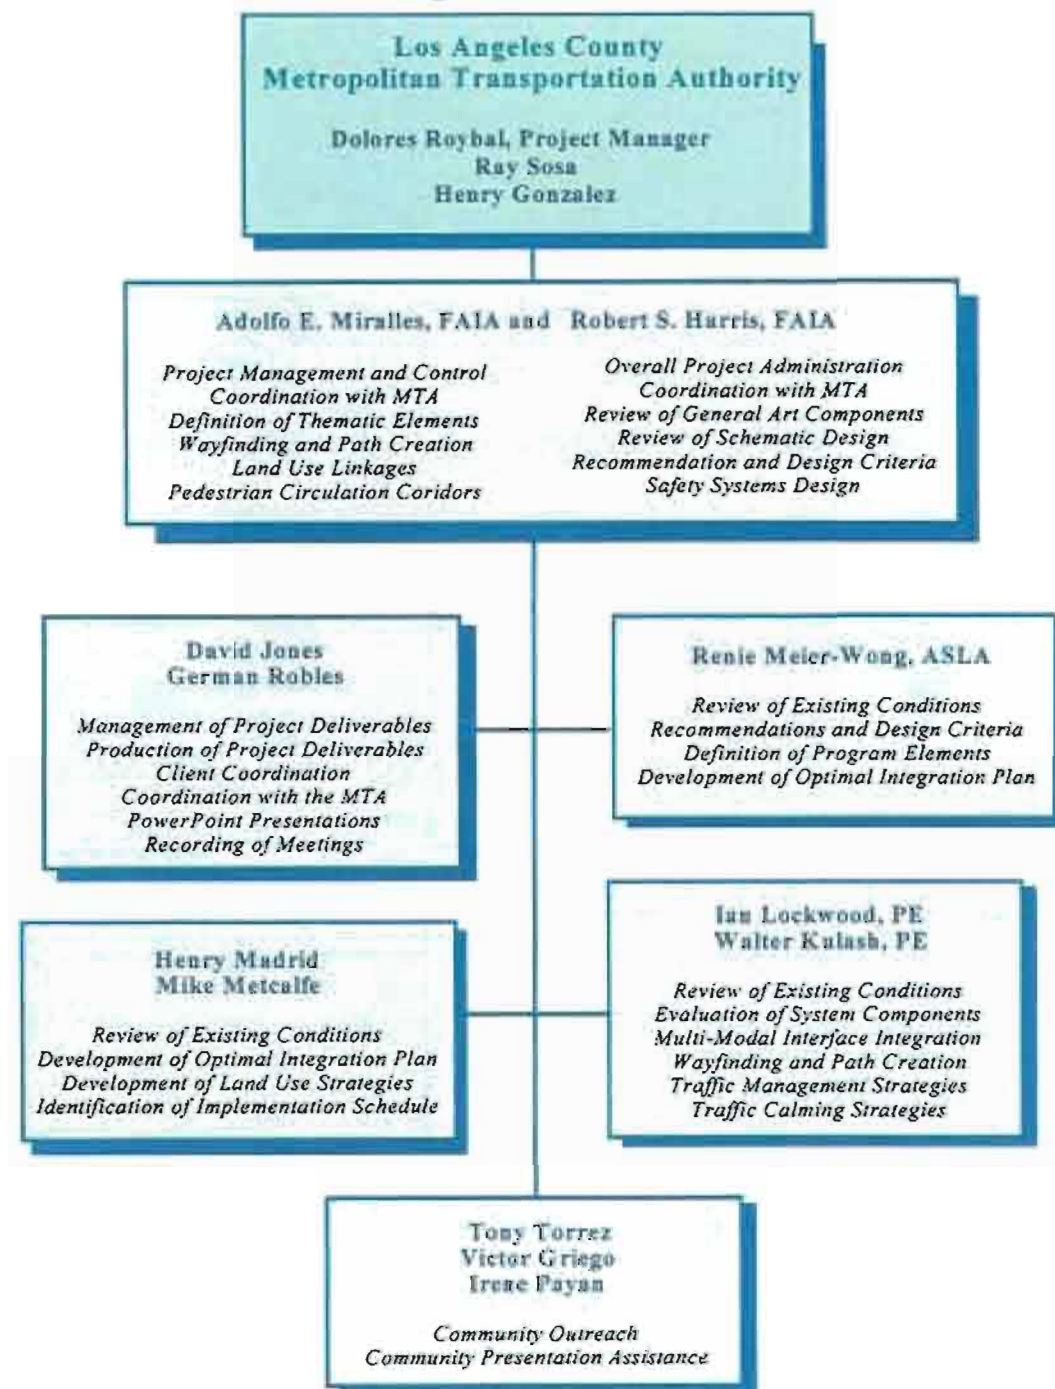 Los Angeles County
Metropolitan Transportation Authority
Dolores Roybal, Project Manager
Ray Sosa
Henry Gonzalez
Adolfo E. Miralles, FAIA and Robert S. Harris, FAIA
Project Management and Control
Coordination with MTA
Definition of Thematic Elements
Wayfinding and Path Creation
Land Use Linkages
Pedestrian Circulation Coridors
Overall Project Administration
Coordination with MTA
Review of General Art Components
Review of Schematic Design
Recommendation and Design Criteria
Safety Systems Design
David Jones
German Robles
Management of Project Deliverables
Production of Project Deliverables
Client Coordination
Coordination with the MTA
PowerPoint Presentations
Recording of Meetings
Renie Meier-Wong, ASLA
Review of Existing Conditions
Recommendations and Design Criteria
Definition of Program Elements
Development of Optimal Integration Plan
Henry Madrid
Mike Metcalfe
Review of Existing Conditions
Development of Optimal Integration Plan
Development of Land Use Strategies
Identification of Implementation Schedule
Ian Lockwood, PE
Walter Kulash, PE
Review of Existing Conditions
Evaluation of System Components
Multi-Modal Interface Integration
Wayfinding and Path Creation
Traffic Management Strategies
Traffic Calming Strategies
Tony Torrez
Victor Griego
Irene Payan
Community Outreach
Community Presentation Assistance